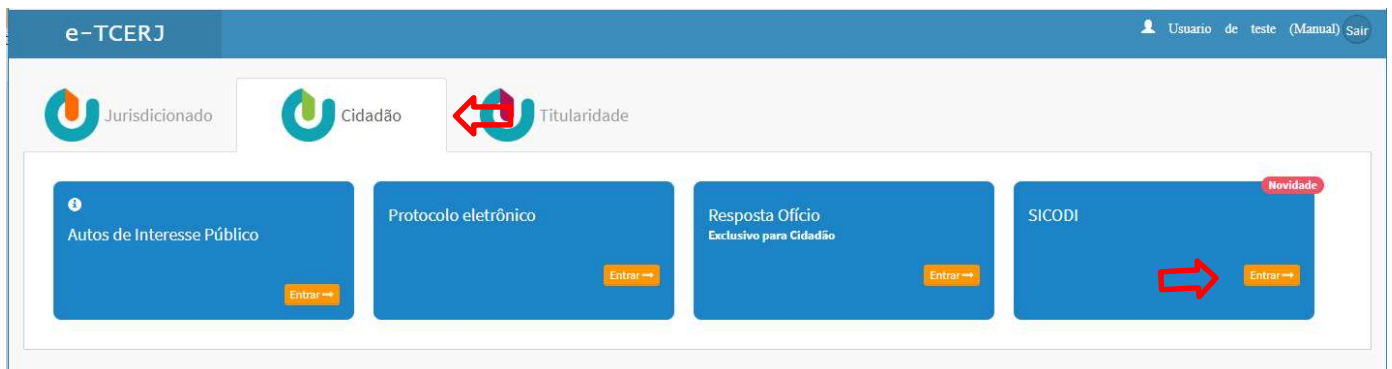 e-TCERJ
Usuario de teste (Manual) Sair
Jurisdicionado
Cidadão
Titularidade
Autos de Interesse Público
Entrar
Protocolo eletrônico
Entrar
Resposta Ofício
Exclusivo para Cidadão
Entrar
Novidade
SICODI
Entrar